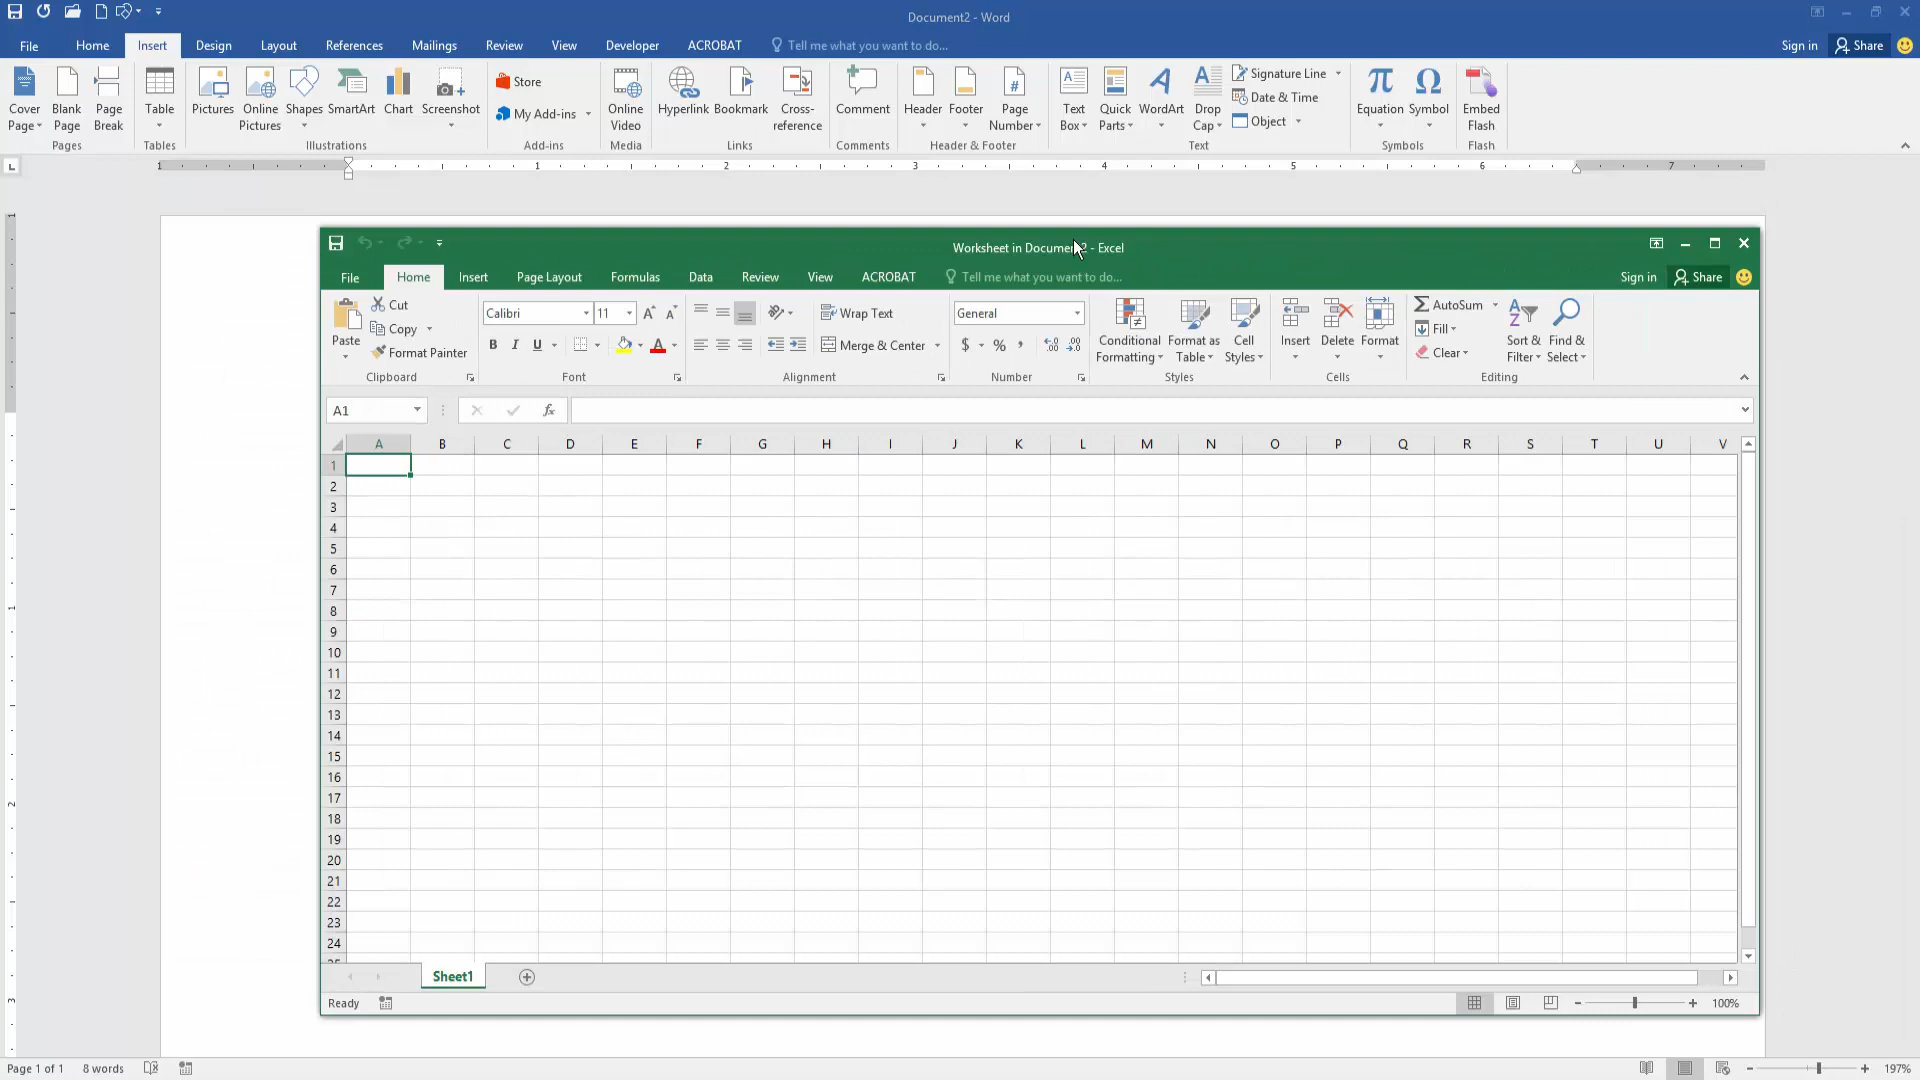 Document2 - Word
File Home Insert Design Layout References Mailings Review View Developer ACROBAT Tell me what you want to do... Sign in Share
Cover Page Blank Page Page Break Table Pictures Online Pictures Shapes SmartArt Chart Screenshot Store My Add-ins Online Video Hyperlink Bookmark Cross-reference Comment Header Footer Page Number Text Box Quick Parts WordArt Drop Cap Signature Line Date & Time Object Equation Symbol Embed Flash
Pages Tables Illustrations Add-ins Media Links Comments Header & Footer Text Symbols Flash
1 1 2 3 4 5 6 7
Worksheet in Document2 - Excel
File Home Insert Page Layout Formulas Data Review View ACROBAT Tell me what you want to do... Sign in Share
Paste Cut Copy Format Painter Calibri 11 B I U A Wrap Text Merge & Center General $ % , Conditional Formatting Format as Table Cell Styles Insert Delete Format AutoSum Fill Clear Sort & Filter Find & Select
Clipboard Font Alignment Number Styles Cells Editing
A1 fx
A B C D E F G H I J K L M N O P Q R S T U V
1
2
3
4
5
6
7
8
9
10
11
12
13
14
15
16
17
18
19
20
21
22
23
24
Sheet1
Ready 100%
Page 1 of 1 8 words 197%